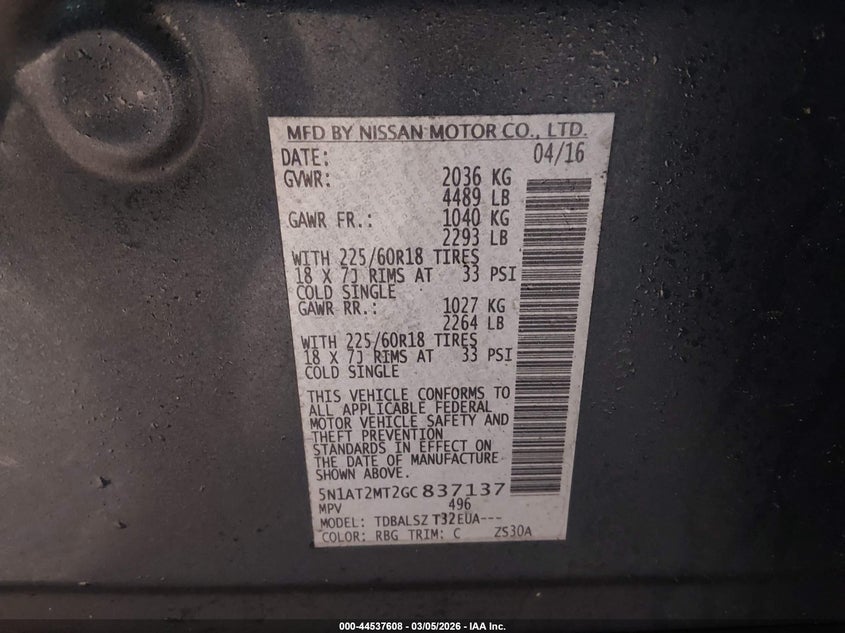 MFD BY NISSAN MOTOR CO., LTD.
DATE: 04/16
GVWR: 2036 KG
4489 LB
GAWR FR.: 1040 KG
2293 LB
WITH 225/60R18 TIRES
18 X 7J RIMS AT 33 PSI
COLD SINGLE
GAWR RR.: 1027 KG
2264 LB
WITH 225/60R18 TIRES
18 X 7J RIMS AT 33 PSI
COLD SINGLE
THIS VEHICLE CONFORMS TO
ALL APPLICABLE FEDERAL
MOTOR VEHICLE SAFETY AND
THEFT PREVENTION
STANDARDS IN EFFECT ON
THE DATE OF MANUFACTURE
SHOWN ABOVE.
5N1AT2MT2GC837137
MPV 496
MODEL: TDBALSZ T32EUA---
COLOR: RBG TRIM: C ZS30A
000-44537608 - 03/05/2026 - IAA Inc.